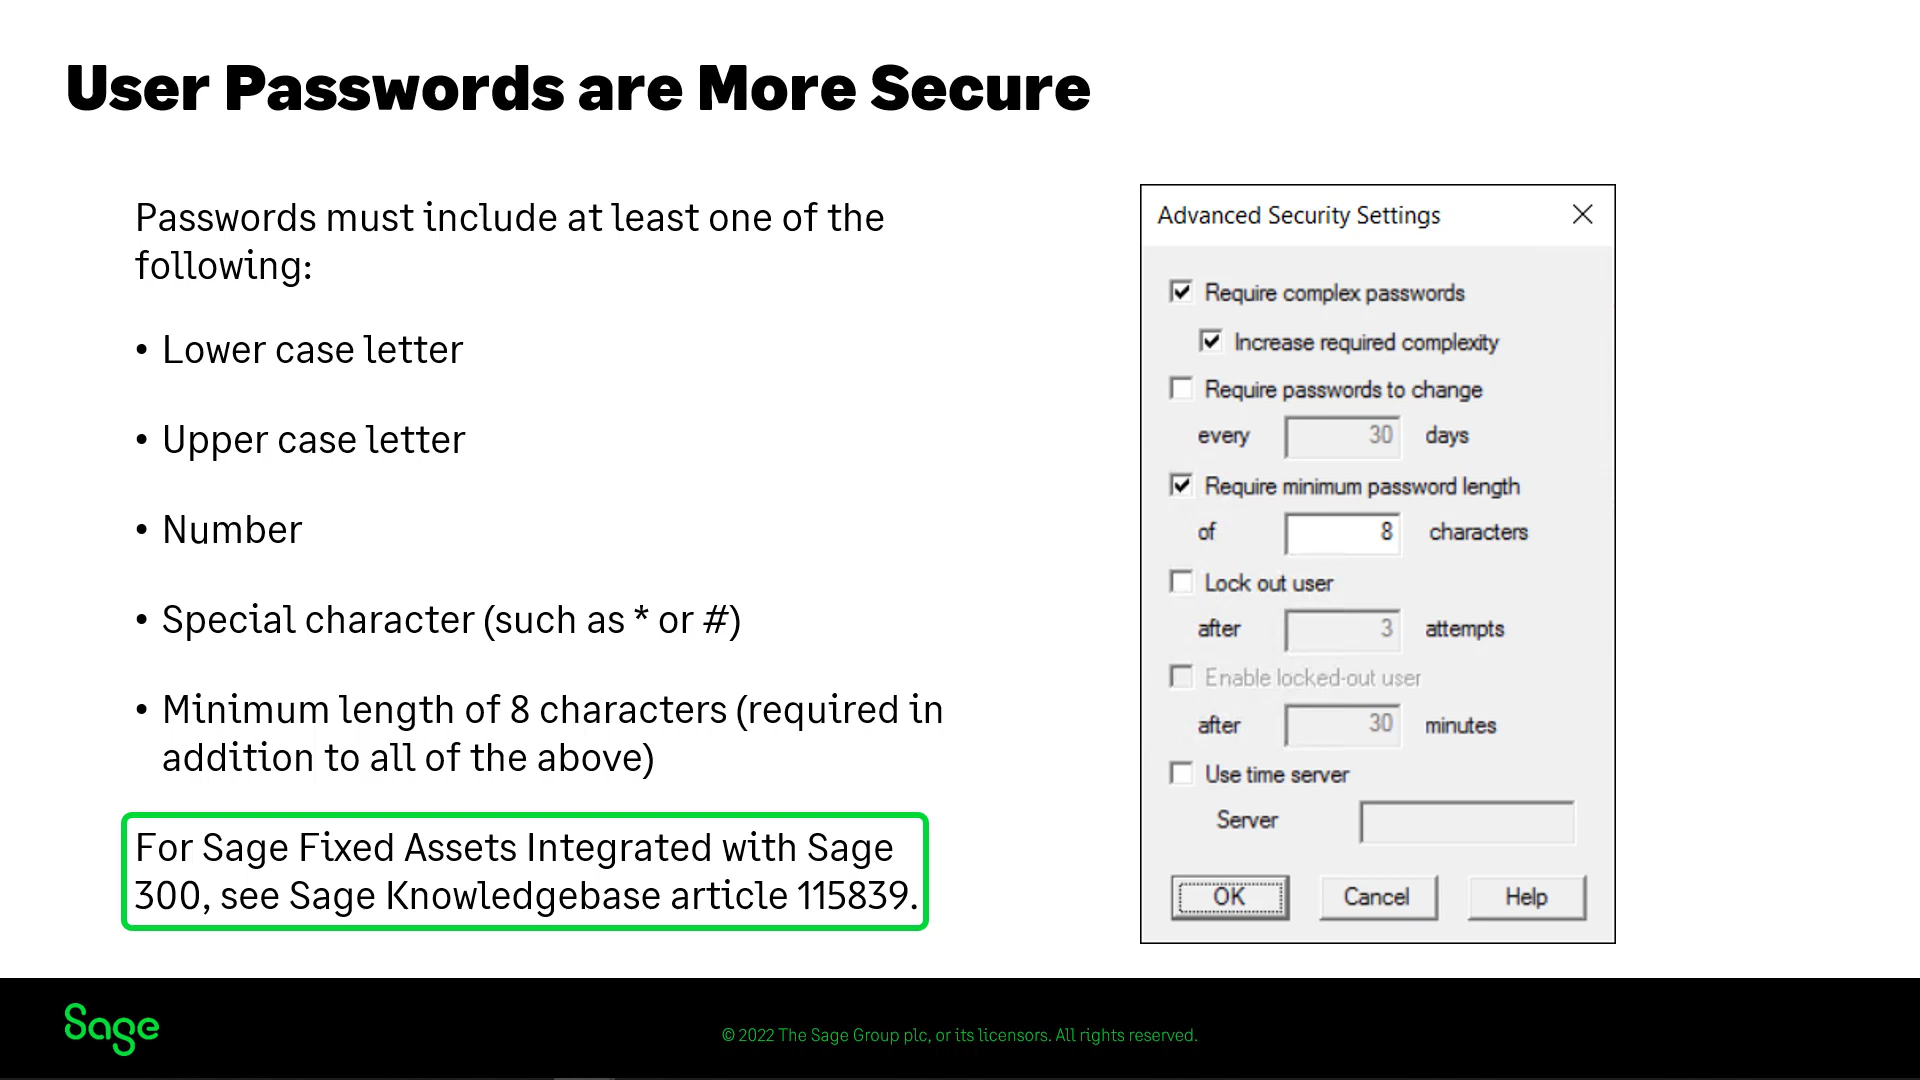 User Passwords are More Secure
Passwords must include at least one of the
following:
• Lower case letter
• Upper case letter
• Number
• Special character (such as * or #)
• Minimum length of 8 characters (required in
addition to all of the above)
For Sage Fixed Assets Integrated with Sage
300, see Sage Knowledgebase article 115839.
Advanced Security Settings
Require complex passwords
Increase required complexity
Require passwords to change
every 30 days
Require minimum password length
of 8 characters
Lock out user
after 3 attempts
Enable locked-out user
after 30 minutes
Use time server
Server
OK Cancel Help
Sage
© 2022 The Sage Group plc, or its licensors. All rights reserved.